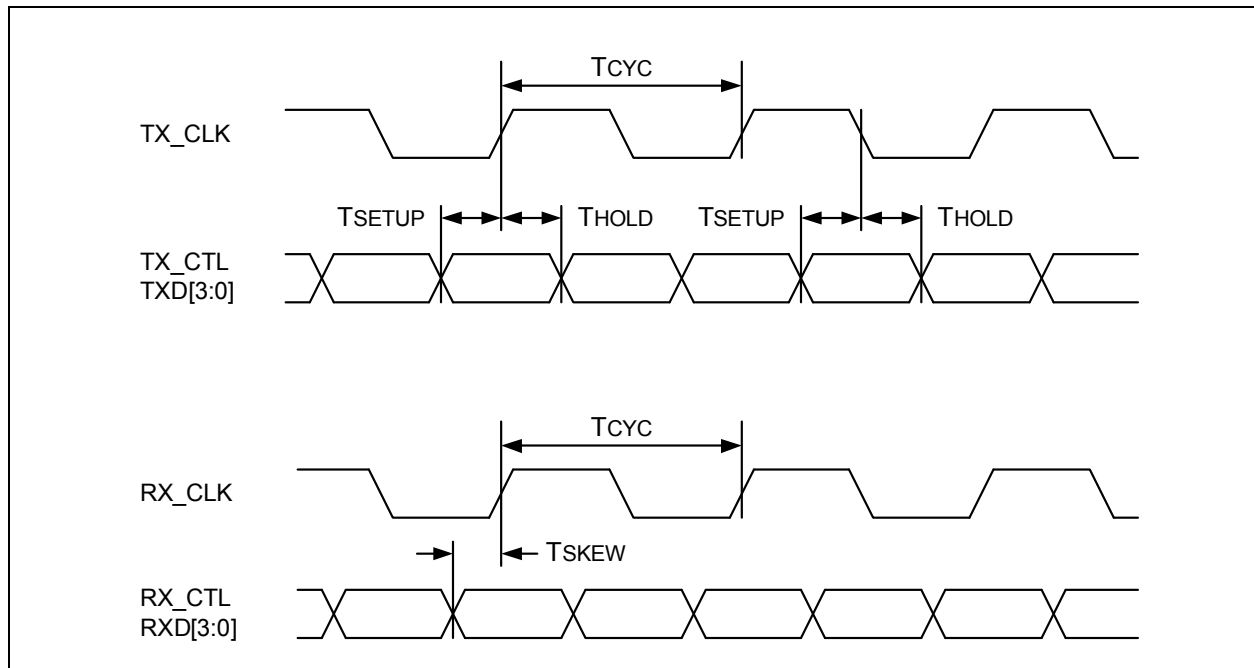 TCYC
TX_CLK
TSETUP THOLD TSETUP THOLD
TX_CTL
TXD[3:0]
TCYC
RX_CLK
TSKEW
RX_CTL
RXD[3:0]